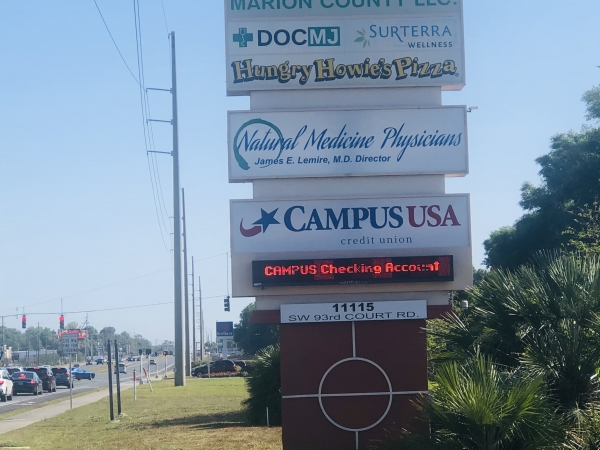 MARION COUNTY LLC.
DOCMJ
SURTERRA
WELLNESS
Hungry Howie's Pizza
Natural Medicine Physicians
James E. Lemire, M.D. Director
CAMPUS USA
credit union
CAMPUS Checking Account
11115
SW 93rd COURT RD.